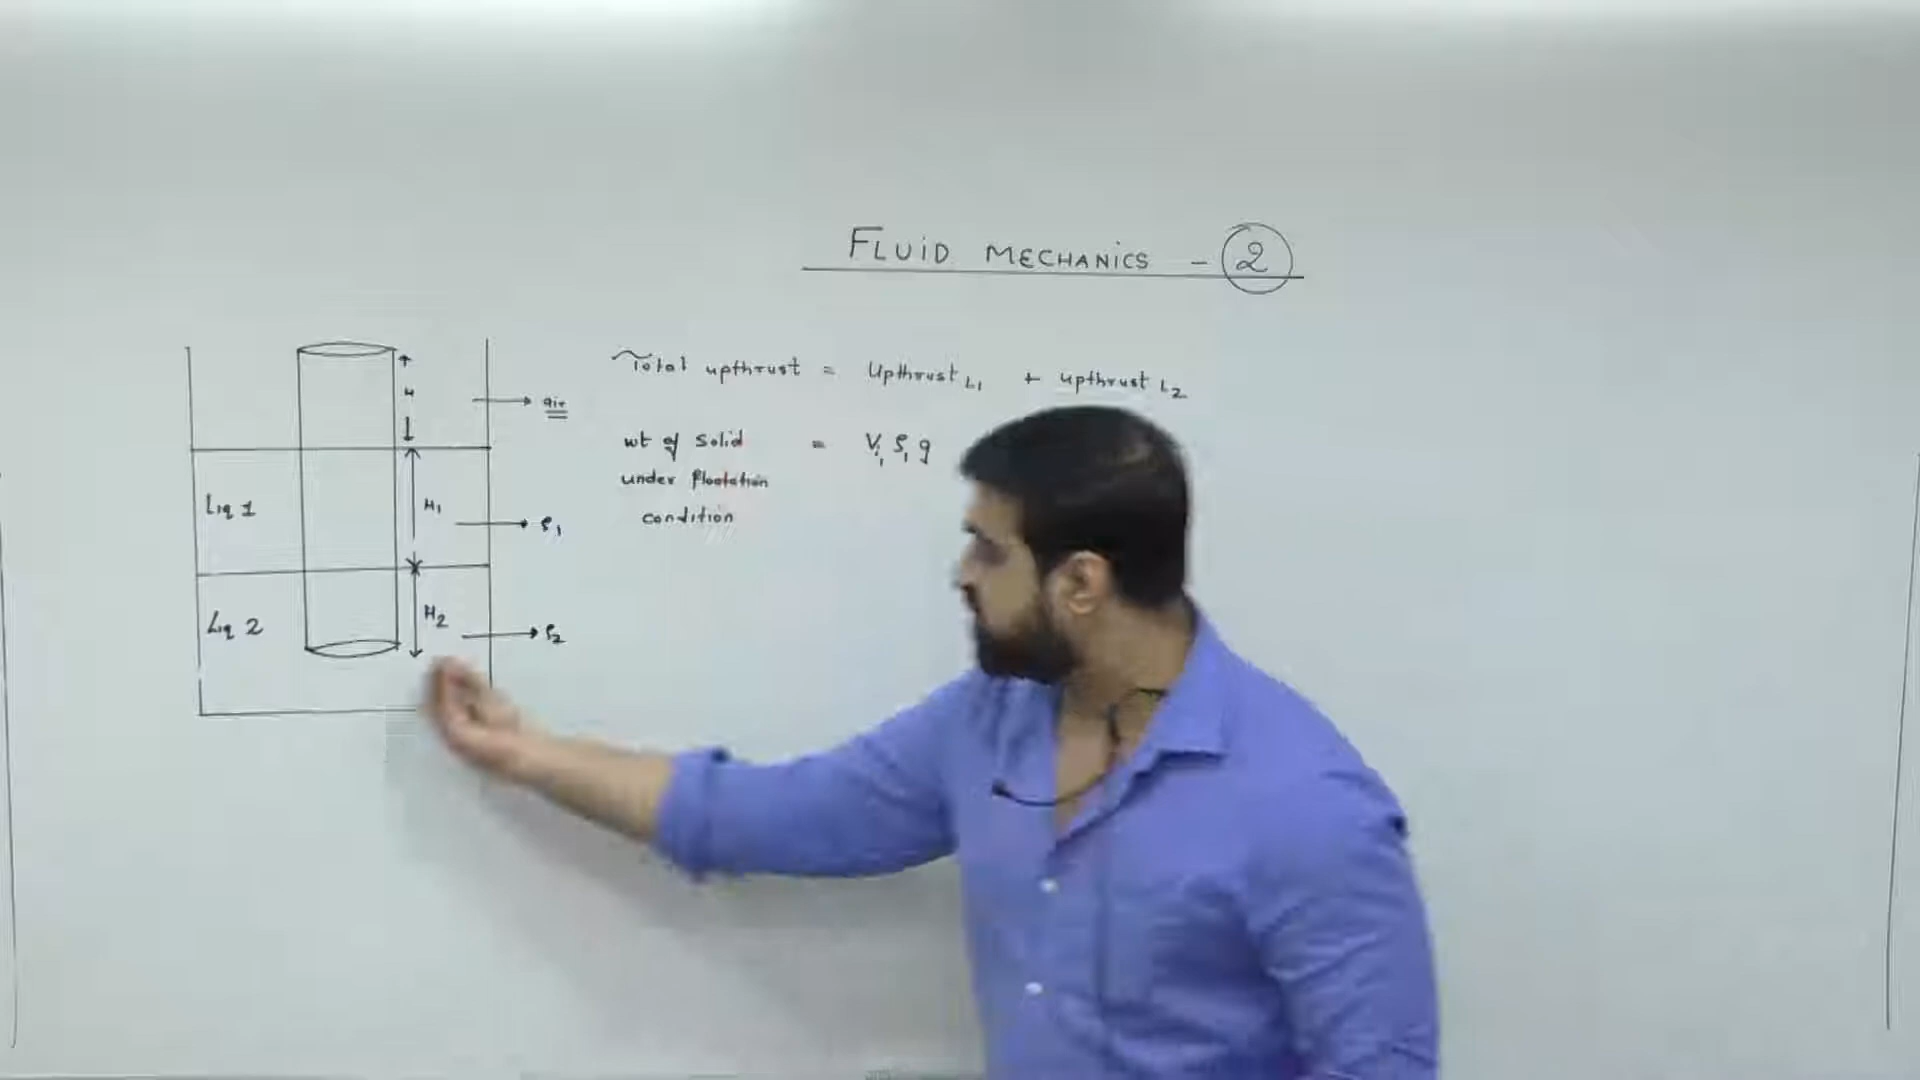 FLUID MECHANICS - 2
Total upthrust = Upthrust L1 + upthrust L2
wt of Solid = V1 ρ1 g
under floatation
condition
H
air
Liq 1
H1
ρ1
Liq 2
H2
ρ2